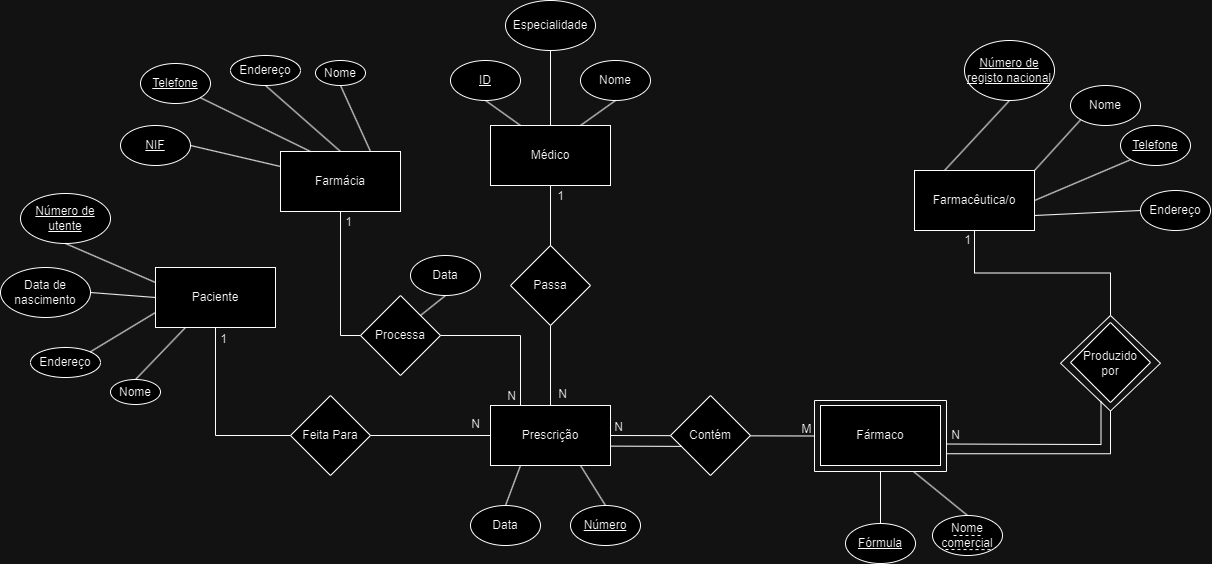 Especialidade
ID
Nome
Médico
1
Passa
N
Telefone
Endereço
Nome
NIF
Farmácia
1
Data
Processa
N
Número de
utente
Data de
nascimento
Endereço
Nome
Paciente
1
Feita Para
N
Prescrição
Data
Número
N
Contêm
M
Fármaco
Fórmula
Nome
comercial
N
Produzido
por
Número de
registo nacional
Nome
Telefone
Endereço
Farmacêutica/o
1